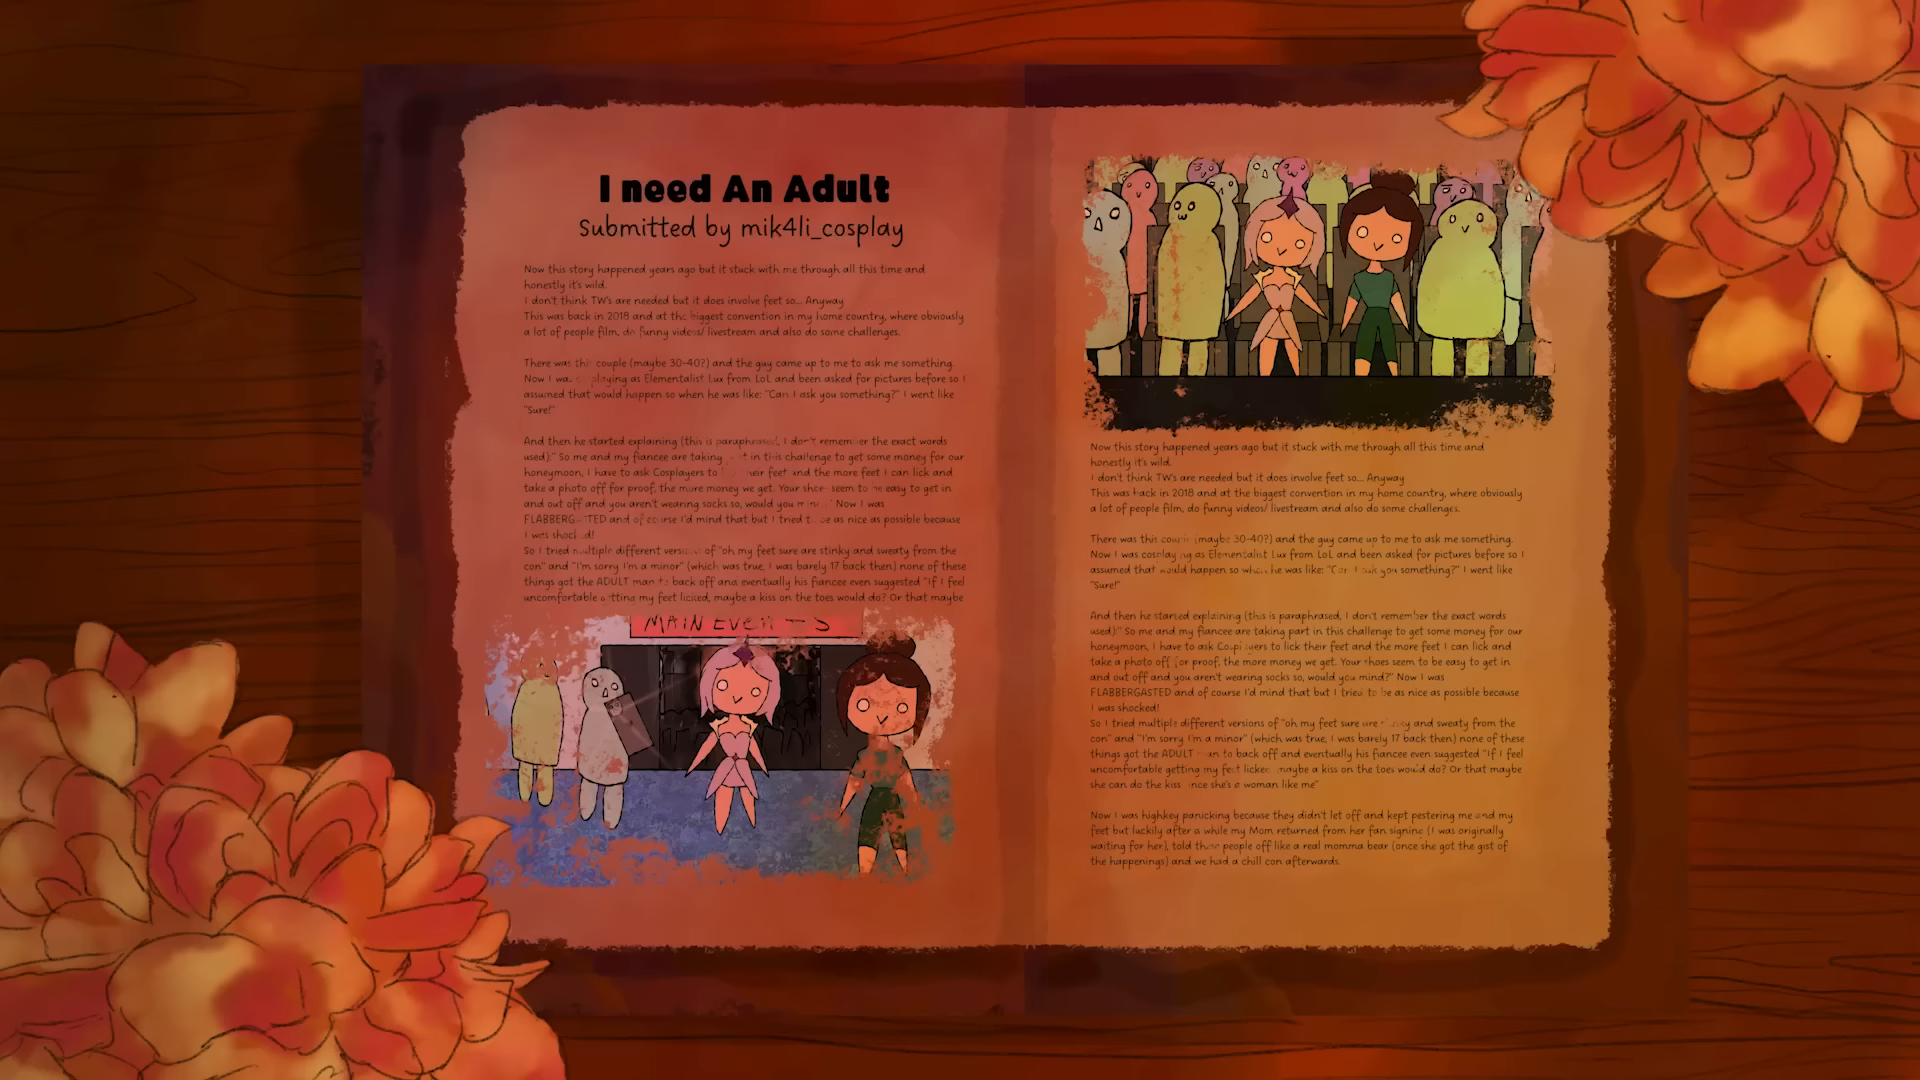 I need An Adult
Submitted by mik4li_cosplay
Now this story happened years ago but it stuck with me through all this time and
honestly it's wild.
I don't think TW's are needed but it does involve feet so... Anyway
This was back in 2018 and at the biggest convention in my home country, where obviously
a lot of people film, do funny videos/ livestream and also do some challenges.
There was this couple (maybe 30-40?) and the guy came up to me to ask me something.
Now I was playing as Elementalist Lux from LoL and been asked for pictures before so I
assumed that would happen so when he was like: "Can I ask you something?" I went like
"Sure!"
And then he started explaining (this is paraphrased, I don't remember the exact words
used):" So me and my fiancee are taking in this challenge to get some money for our
honeymoon, I have to ask Cosplayers to their feet and the more feet I can lick and
take a photo off for proof, the more money we get. Your shoes seem to be easy to get in
and out off and you aren't wearing socks so, would you Now I was
FLABBERGASTED and of course I'd mind that but I tried to be as nice as possible because
I was shocked!
So I tried multiple different versions of "oh my feet sure are stinky and sweaty from the
con" and "I'm sorry I'm a minor" (which was true, I was barely 17 back then) none of these
things got the ADULT man to back off and eventually his fiancee even suggested "If I feel
uncomfortable getting my feet licked, maybe a kiss on the toes would do? Or that maybe
MAIN EVENTS
Now this story happened years ago but it stuck with me through all this time and
honestly it's wild.
I don't think TW's are needed but it does involve feet so... Anyway
This was back in 2018 and at the biggest convention in my home country, where obviously
a lot of people film, do funny videos/ livestream and also do some challenges.
There was this couple (maybe 30-40?) and the guy came up to me to ask me something.
Now I was cosplaying as Elementalist Lux from LoL and been asked for pictures before so I
assumed that would happen so when he was like: "Can I ask you something?" I went like
"Sure!"
And then he started explaining (this is paraphrased, I don't remember the exact words
used):" So me and my fiancee are taking part in this challenge to get some money for our
honeymoon, I have to ask Cosplayers to lick their feet and the more feet I can lick and
take a photo off for proof, the more money we get. Your shoes seem to be easy to get in
and out off and you aren't wearing socks so, would you mind?" Now I was
FLABBERGASTED and of course I'd mind that but I tried to be as nice as possible because
I was shocked!
So I tried multiple different versions of "oh my feet sure are stinky and sweaty from the
con" and "I'm sorry I'm a minor" (which was true, I was barely 17 back then) none of these
things got the ADULT man to back off and eventually his fiancee even suggested "If I feel
uncomfortable getting my feet licked maybe a kiss on the toes would do? Or that maybe
she can do the kiss since she's a woman like me"
Now I was highkey panicking because they didn't let off and kept pestering me and my
feet but luckily after a while my Mom returned from her fan signing (I was originally
waiting for her), told those people off like a real momma bear (once she got the gist of
the happenings) and we had a chill con afterwards.